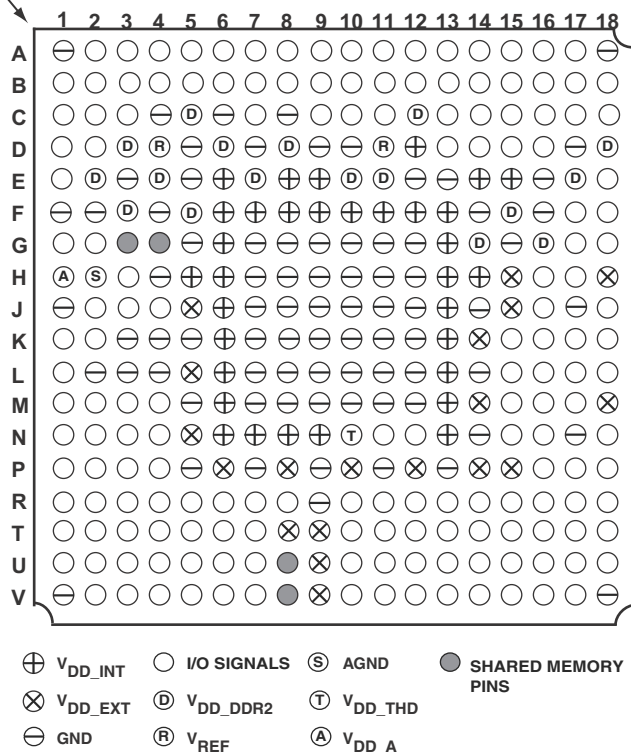 1 2 3 4 5 6 7 8 9 10 11 12 13 14 15 16 17 18
A
B
C D D
D D R D D R D
E D D D D D D
F D D D
G D D
H A S
J
K
L
M
N T
P
R
T
U
V
VDD_INT I/O SIGNALS S AGND SHARED MEMORY PINS
VDD_EXT D VDD_DDR2 T VDD_THD
GND R VREF A VDD_A